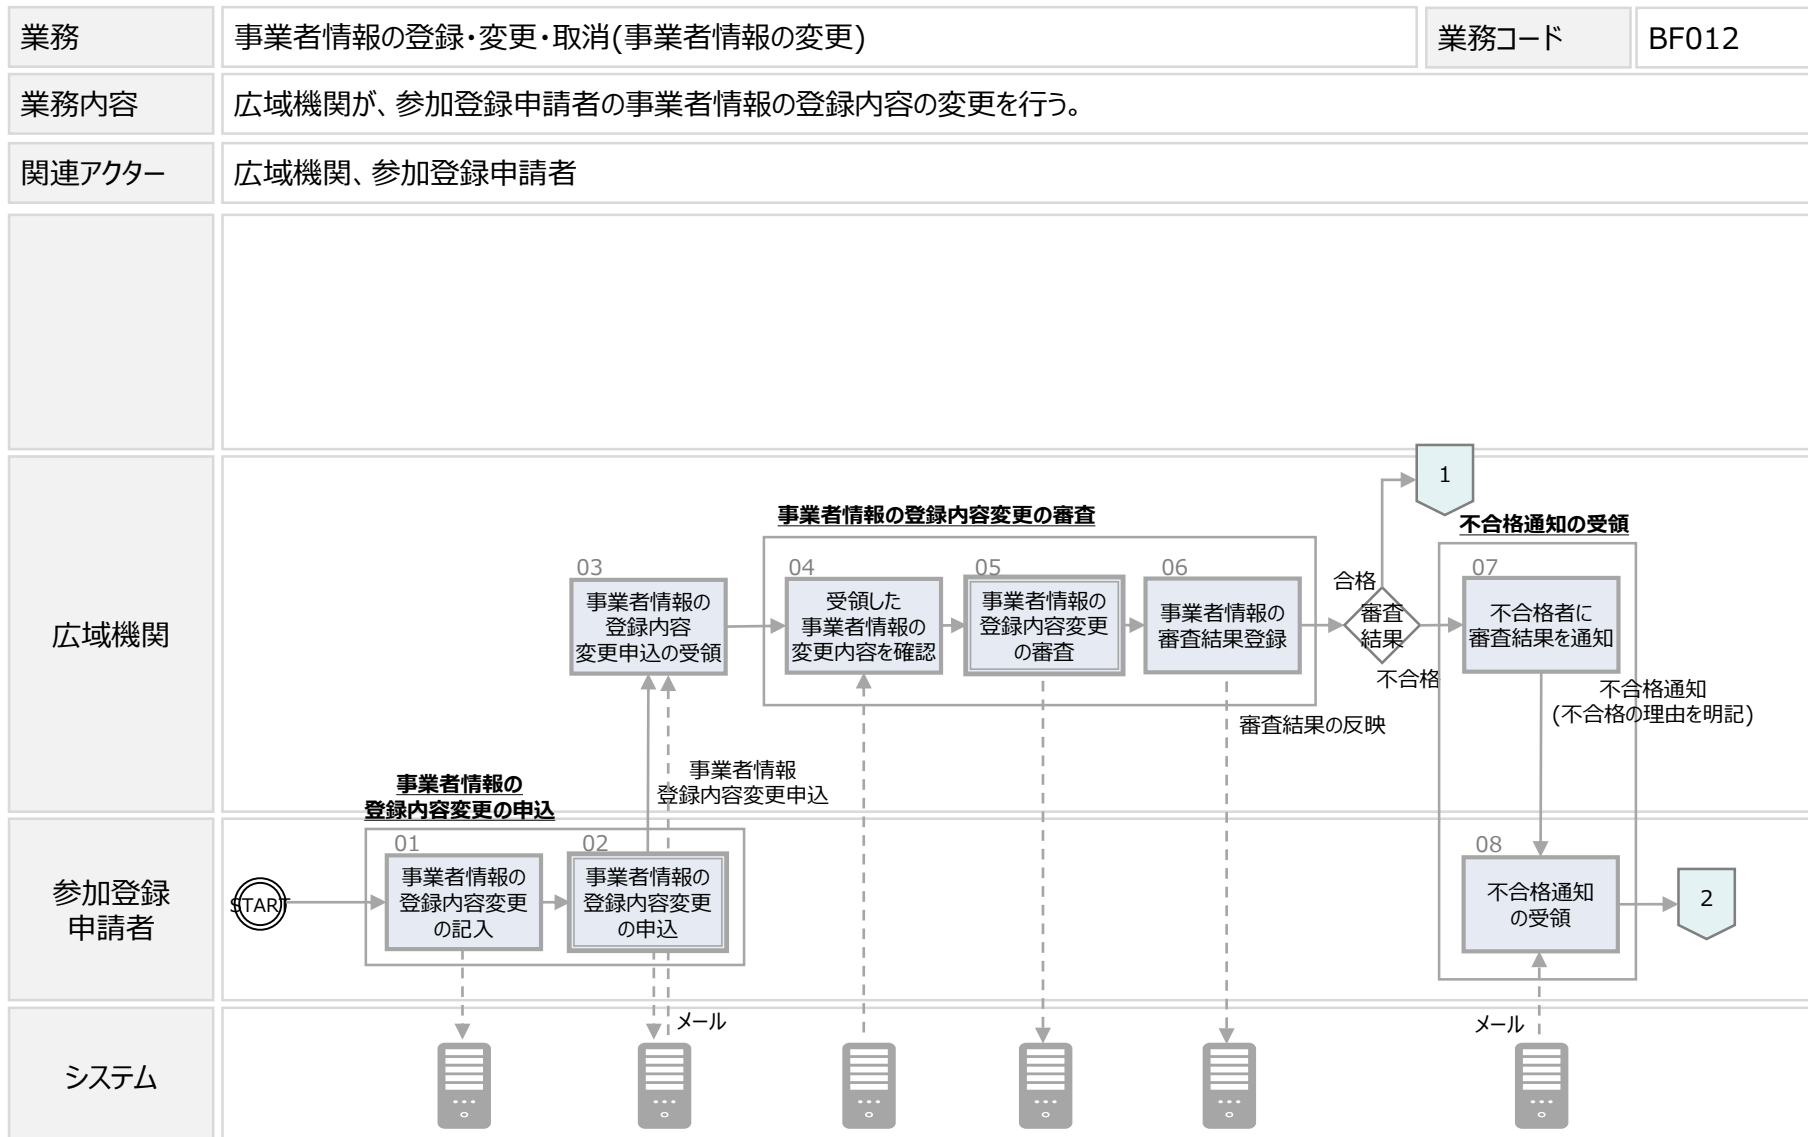 業務
事業者情報の登録・変更・取消(事業者情報の変更)
業務コード
BF012
業務内容
広域機関が、参加登録申請者の事業者情報の登録内容の変更を行う。
関連アクター
広域機関、参加登録申請者
広域機関
1
事業者情報の登録内容変更の審査
不合格通知の受領
03
事業者情報の
登録内容
変更申込の受領
04
受領した
事業者情報の
変更内容を確認
05
事業者情報の
登録内容変更
の審査
06
事業者情報の
審査結果登録
合格
審査
結果
不合格
07
不合格者に
審査結果を通知
不合格通知
(不合格の理由を明記)
審査結果の反映
事業者情報
登録内容変更申込
事業者情報の
登録内容変更の申込
参加登録
申請者
START
01
事業者情報の
登録内容変更
の記入
02
事業者情報の
登録内容変更
の申込
08
不合格通知
の受領
2
システム
メール
メール